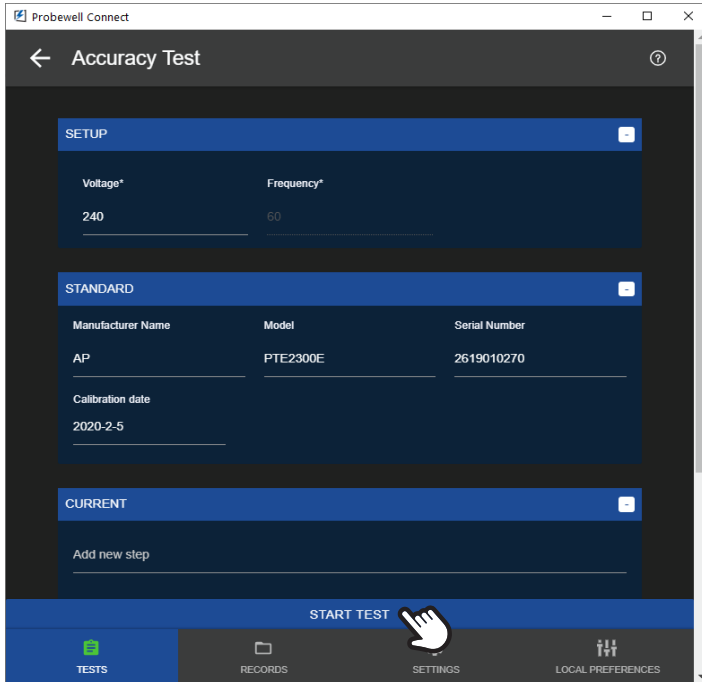 Probewell Connect
Accuracy Test
SETUP
Voltage* Frequency*
240 60
STANDARD
Manufacturer Name Model Serial Number
AP PTE2300E 2619010270
Calibration date
2020-2-5
CURRENT
Add new step
START TEST
TESTS RECORDS SETTINGS LOCAL PREFERENCES